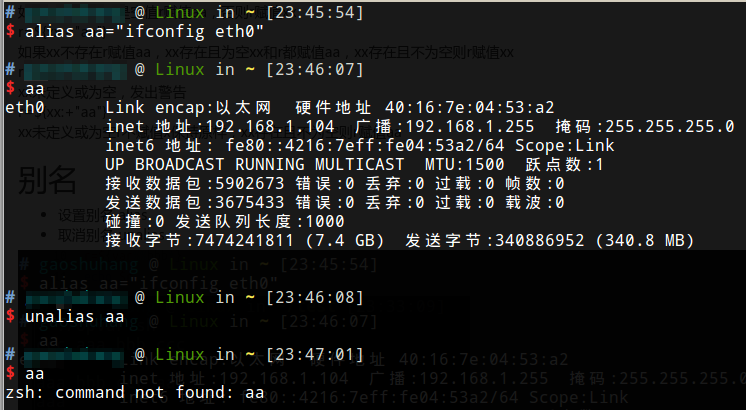 # @ Linux in ~ [23:45:54]
$ alias aa="ifconfig eth0"
如果xx不存在r赋值aa，xx存在且为空xx和r都赋值aa，xx存在且不为空则r赋值xx
# @ Linux in ~ [23:46:07]
$ aa
eth0 Link encap:以太网 硬件地址 40:16:7e:04:53:a2
inet 地址:192.168.1.104 广播:192.168.1.255 掩码:255.255.255.0
inet6 地址: fe80::4216:7eff:fe04:53a2/64 Scope:Link
UP BROADCAST RUNNING MULTICAST MTU:1500 跃点数:1
别名
接收数据包:5902673 错误:0 丢弃:0 过载:0 帧数:0
发送数据包:3675433 错误:0 丢弃:0 过载:0 载波:0
碰撞:0 发送队列长度:1000
接收字节:7474241811 (7.4 GB) 发送字节:340886952 (340.8 MB)
# @ Linux in ~ [23:46:08]
$ unalias aa
# @ Linux in ~ [23:47:01]
$ aa
zsh: command not found: aa